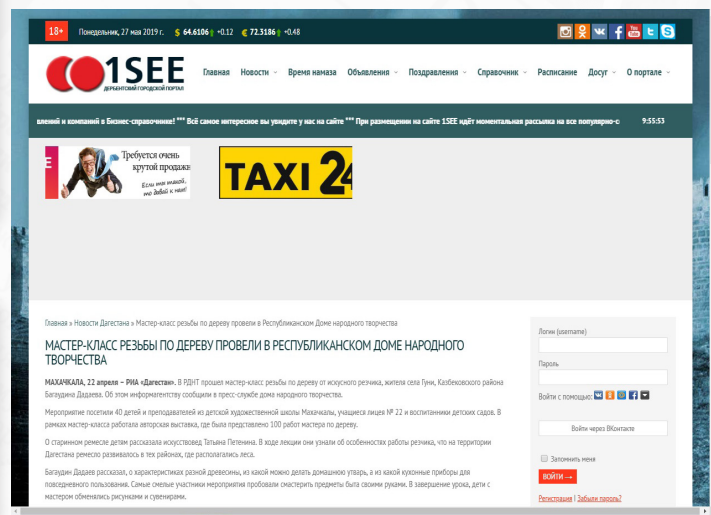 18+ Понедельник, 27 мая 2019 г. $ 64.6106 +0.12 € 72.3186 +0.48
1SEE
ДЕРБЕНТСКИЙ ГОРОДСКОЙ ПОРТАЛ
Главная Новости Время намаза Объявления Поздравления Справочник Расписание Досуг О портале
влений и компаний в Бизнес-справочнике! *** Всё самое интересное вы увидите у нас на сайте *** При размещении на сайте 1SEE идёт моментальная рассылка на все популярно-с 9:55:53
Е
Требуется очень
крутой продажн
Если ты такой,
то давай к нам!
TAXI 24
Главная » Новости Дагестана » Мастер-класс резьбы по дереву провели в Республиканском Доме народного творчества
МАСТЕР-КЛАСС РЕЗЬБЫ ПО ДЕРЕВУ ПРОВЕЛИ В РЕСПУБЛИКАНСКОМ ДОМЕ НАРОДНОГО
ТВОРЧЕСТВА
МАХАЧКАЛА, 22 апреля – РИА «Дагестан». В РДНТ прошел мастер-класс резьбы по дереву от искусного резчика, жителя села Гуни, Казбековского района
Багаудина Дадаева. Об этом информагентству сообщили в пресс-службе дома народного творчества.
Мероприятие посетили 40 детей и преподавателей из детской художественной школы Махачкалы, учащиеся лицея № 22 и воспитанники детских садов. В
рамках мастер-класса работала авторская выставка, где была представлено 100 работ мастера по дереву.
О старинном ремесле детям рассказала искусствовед Татьяна Петенина. В ходе лекции они узнали об особенностях работы резчика, что на территории
Дагестана ремесло развивалось в тех районах, где располагались леса.
Багаудин Дадаев рассказал, о характеристиках разной древесины, из какой можно делать домашнюю утварь, а из какой кухонные приборы для
повседневного пользования. Самые смелые участники мероприятия пробовали смастерить предметы быта своими руками. В завершение урока, дети с
мастером обменялись рисунками и сувенирами.
Логин (username)
Пароль
Войти с помощью:
Войти через ВКонтакте
Запомнить меня
ВОЙТИ →
Регистрация | Забыли пароль?